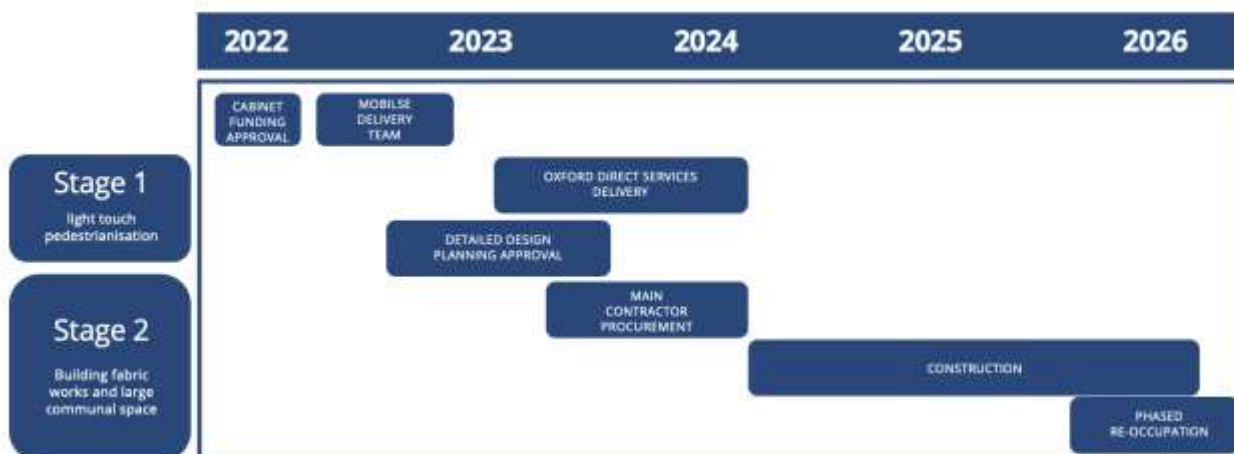 2022 2023 2024 2025 2026
CABINET
FUNDING
APPROVAL
MOBILSE
DELIVERY
TEAM
Stage 1
light touch
pedestrianisation
OXFORD DIRECT SERVICES
DELIVERY
DETAILED DESIGN
PLANNING APPROVAL
Stage 2
Building fabric
works and large
communal space
MAIN
CONTRACTOR
PROCUREMENT
CONSTRUCTION
PHASED
RE-OCCUPATION